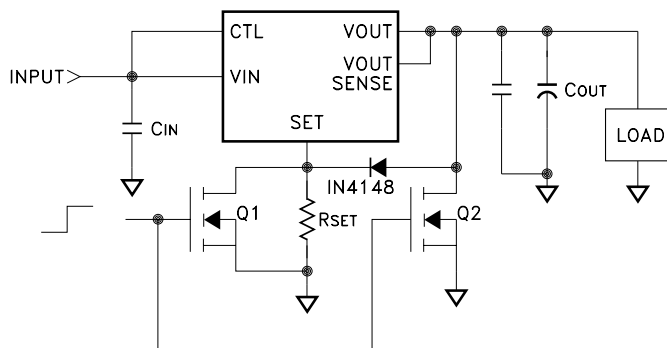 CTL
VOUT
INPUT
VIN
VOUT
SENSE
CIN
SET
COUT
LOAD
IN4148
Q1
RSET
Q2